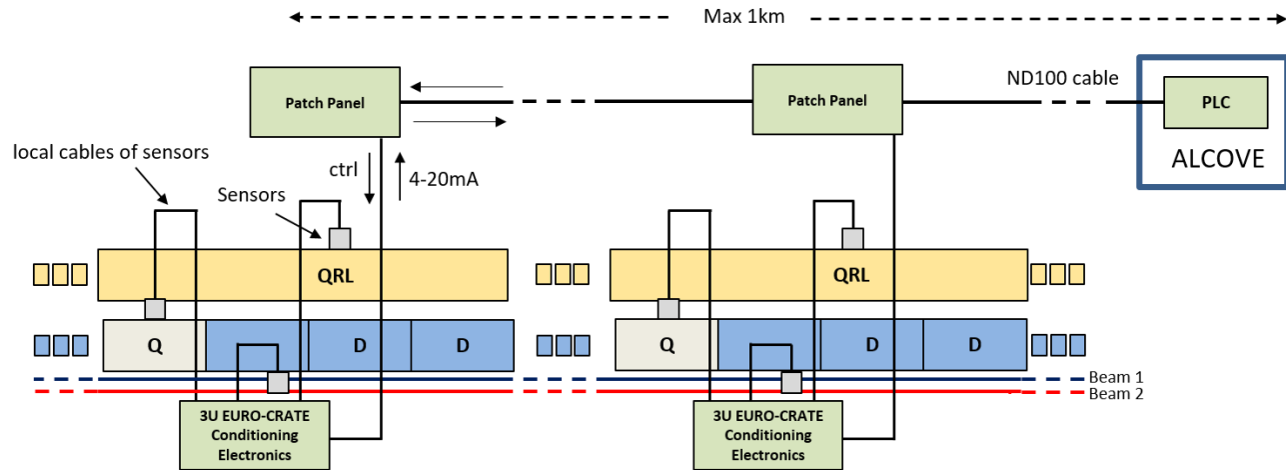 Max 1km
ND100 cable
Patch Panel
Patch Panel
PLC
ALCOVE
local cables of sensors
ctrl
4-20mA
Sensors
QRL
QRL
Q
D
D
Q
D
D
Beam 1
Beam 2
3U EURO-CRATE
Conditioning
Electronics
3U EURO-CRATE
Conditioning
Electronics